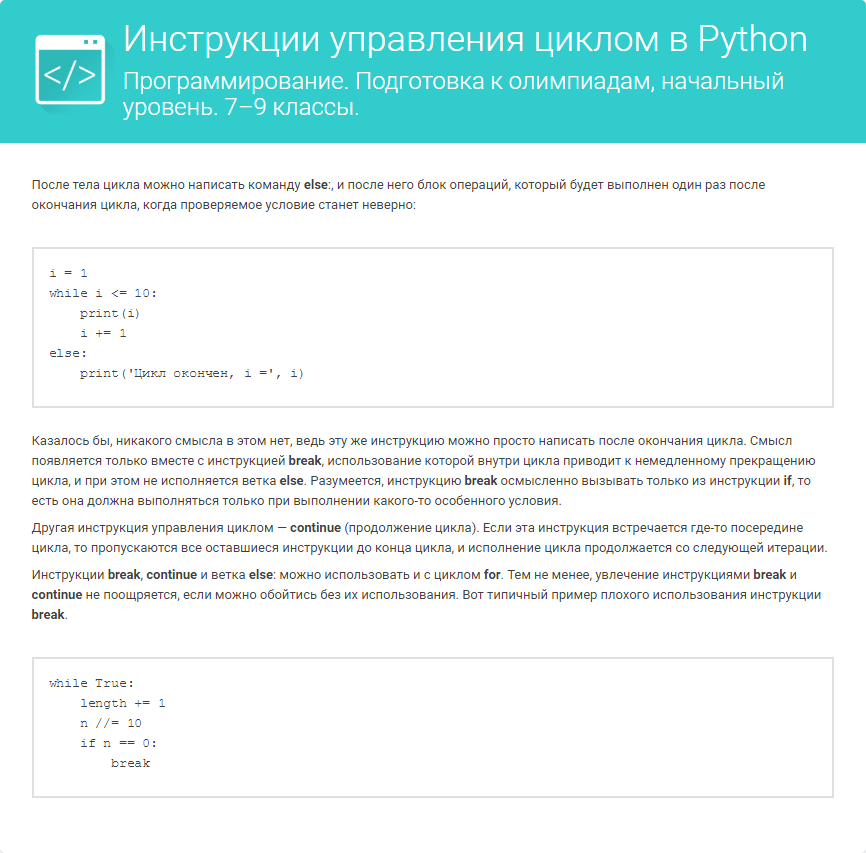 </>
Инструкции управления циклом в Python
Программирование. Подготовка к олимпиадам, начальный
уровень. 7–9 классы.
После тела цикла можно написать команду else:, и после него блок операций, который будет выполнен один раз после
окончания цикла, когда проверяемое условие станет неверно:
i = 1
while i <= 10:
    print(i)
    i += 1
else:
    print('Цикл окончен, i =', i)
Казалось бы, никакого смысла в этом нет, ведь эту же инструкцию можно просто написать после окончания цикла. Смысл
появляется только вместе с инструкцией break, использование которой внутри цикла приводит к немедленному прекращению
цикла, и при этом не исполняется ветка else. Разумеется, инструкцию break осмысленно вызывать только из инструкции if, то
есть она должна выполняться только при выполнении какого-то особенного условия.
Другая инструкция управления циклом — continue (продолжение цикла). Если эта инструкция встречается где-то посередине
цикла, то пропускаются все оставшиеся инструкции до конца цикла, и исполнение цикла продолжается со следующей итерации.
Инструкции break, continue и ветка else: можно использовать и с циклом for. Тем не менее, увлечение инструкциями break и
continue не поощряется, если можно обойтись без их использования. Вот типичный пример плохого использования инструкции
break.
while True:
    length += 1
    n //= 10
    if n == 0:
        break